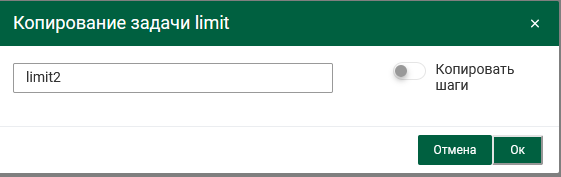 Копирование задачи limit
limit2
Копировать
шаги
Отмена
Ок